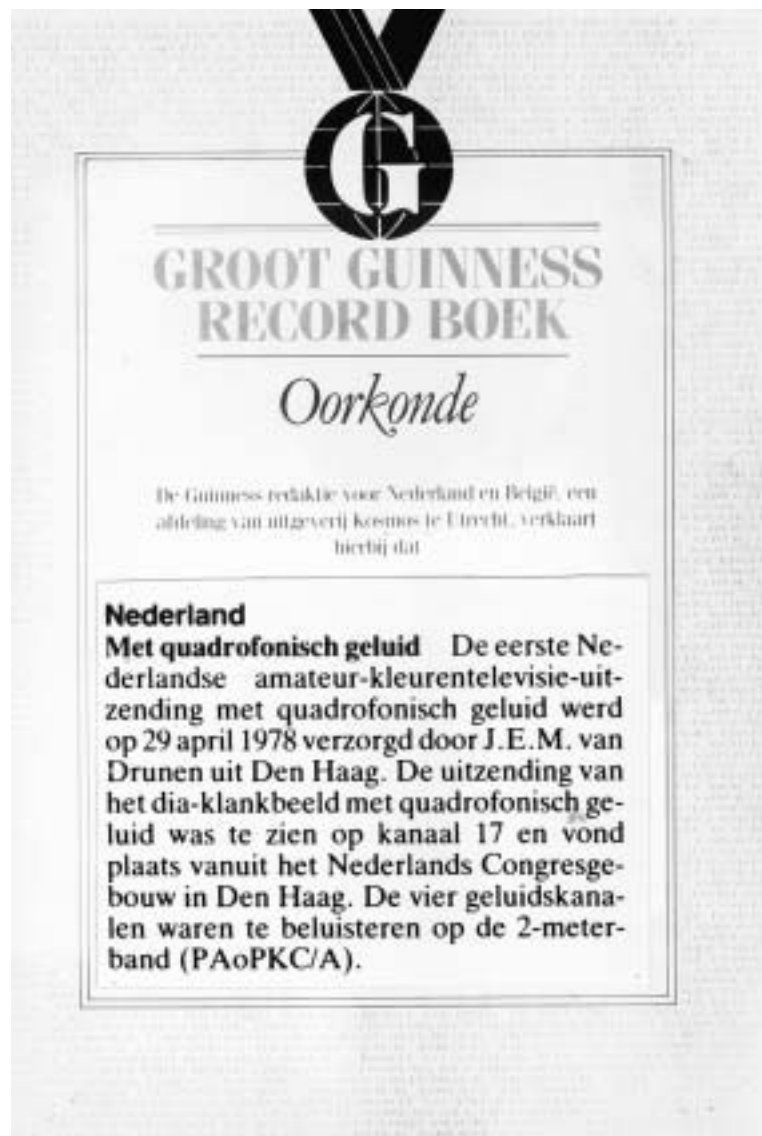 G
GROOT GUINNESS
RECORD BOEK
Oorkonde
De Guinness redaktie voor Nederland en België, een
afdeling van uitgeverij Kosmos te Utrecht, verklaart
hierbij dat
Nederland
Met quadrofonisch geluid De eerste Ne-
derlandse amateur-kleurentelevisie-uit-
zending met quadrofonisch geluid werd
op 29 april 1978 verzorgd door J.E.M. van
Drunen uit Den Haag. De uitzending van
het dia-klankbeeld met quadrofonisch ge-
luid was te zien op kanaal 17 en vond
plaats vanuit het Nederlands Congresge-
bouw in Den Haag. De vier geluidskana-
len waren te beluisteren op de 2-meter-
band (PAoPKC/A).